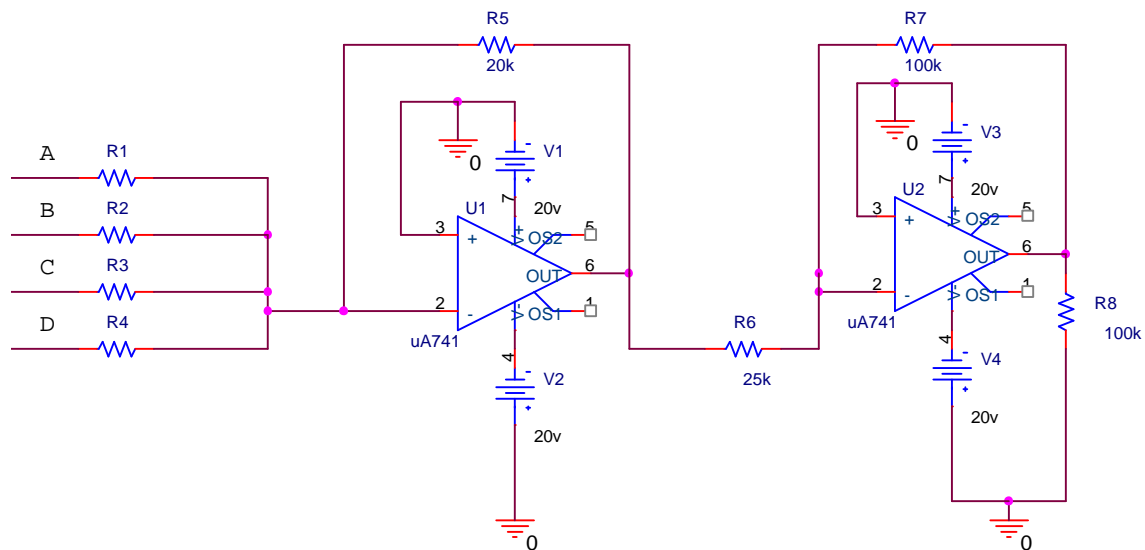 R5
20k
R7
100k
A
R1
B
R2
C
R3
D
R4
0
-
V1
+
20v
7
U1
3
+
V+
OS2
5
OUT
6
2
-
V-
OS1
1
uA741
4
-
V2
+
20v
0
R6
25k
0
-
V3
+
20v
7
U2
3
+
V+
OS2
5
OUT
6
2
-
V-
OS1
1
uA741
R8
100k
4
-
V4
+
20v
0